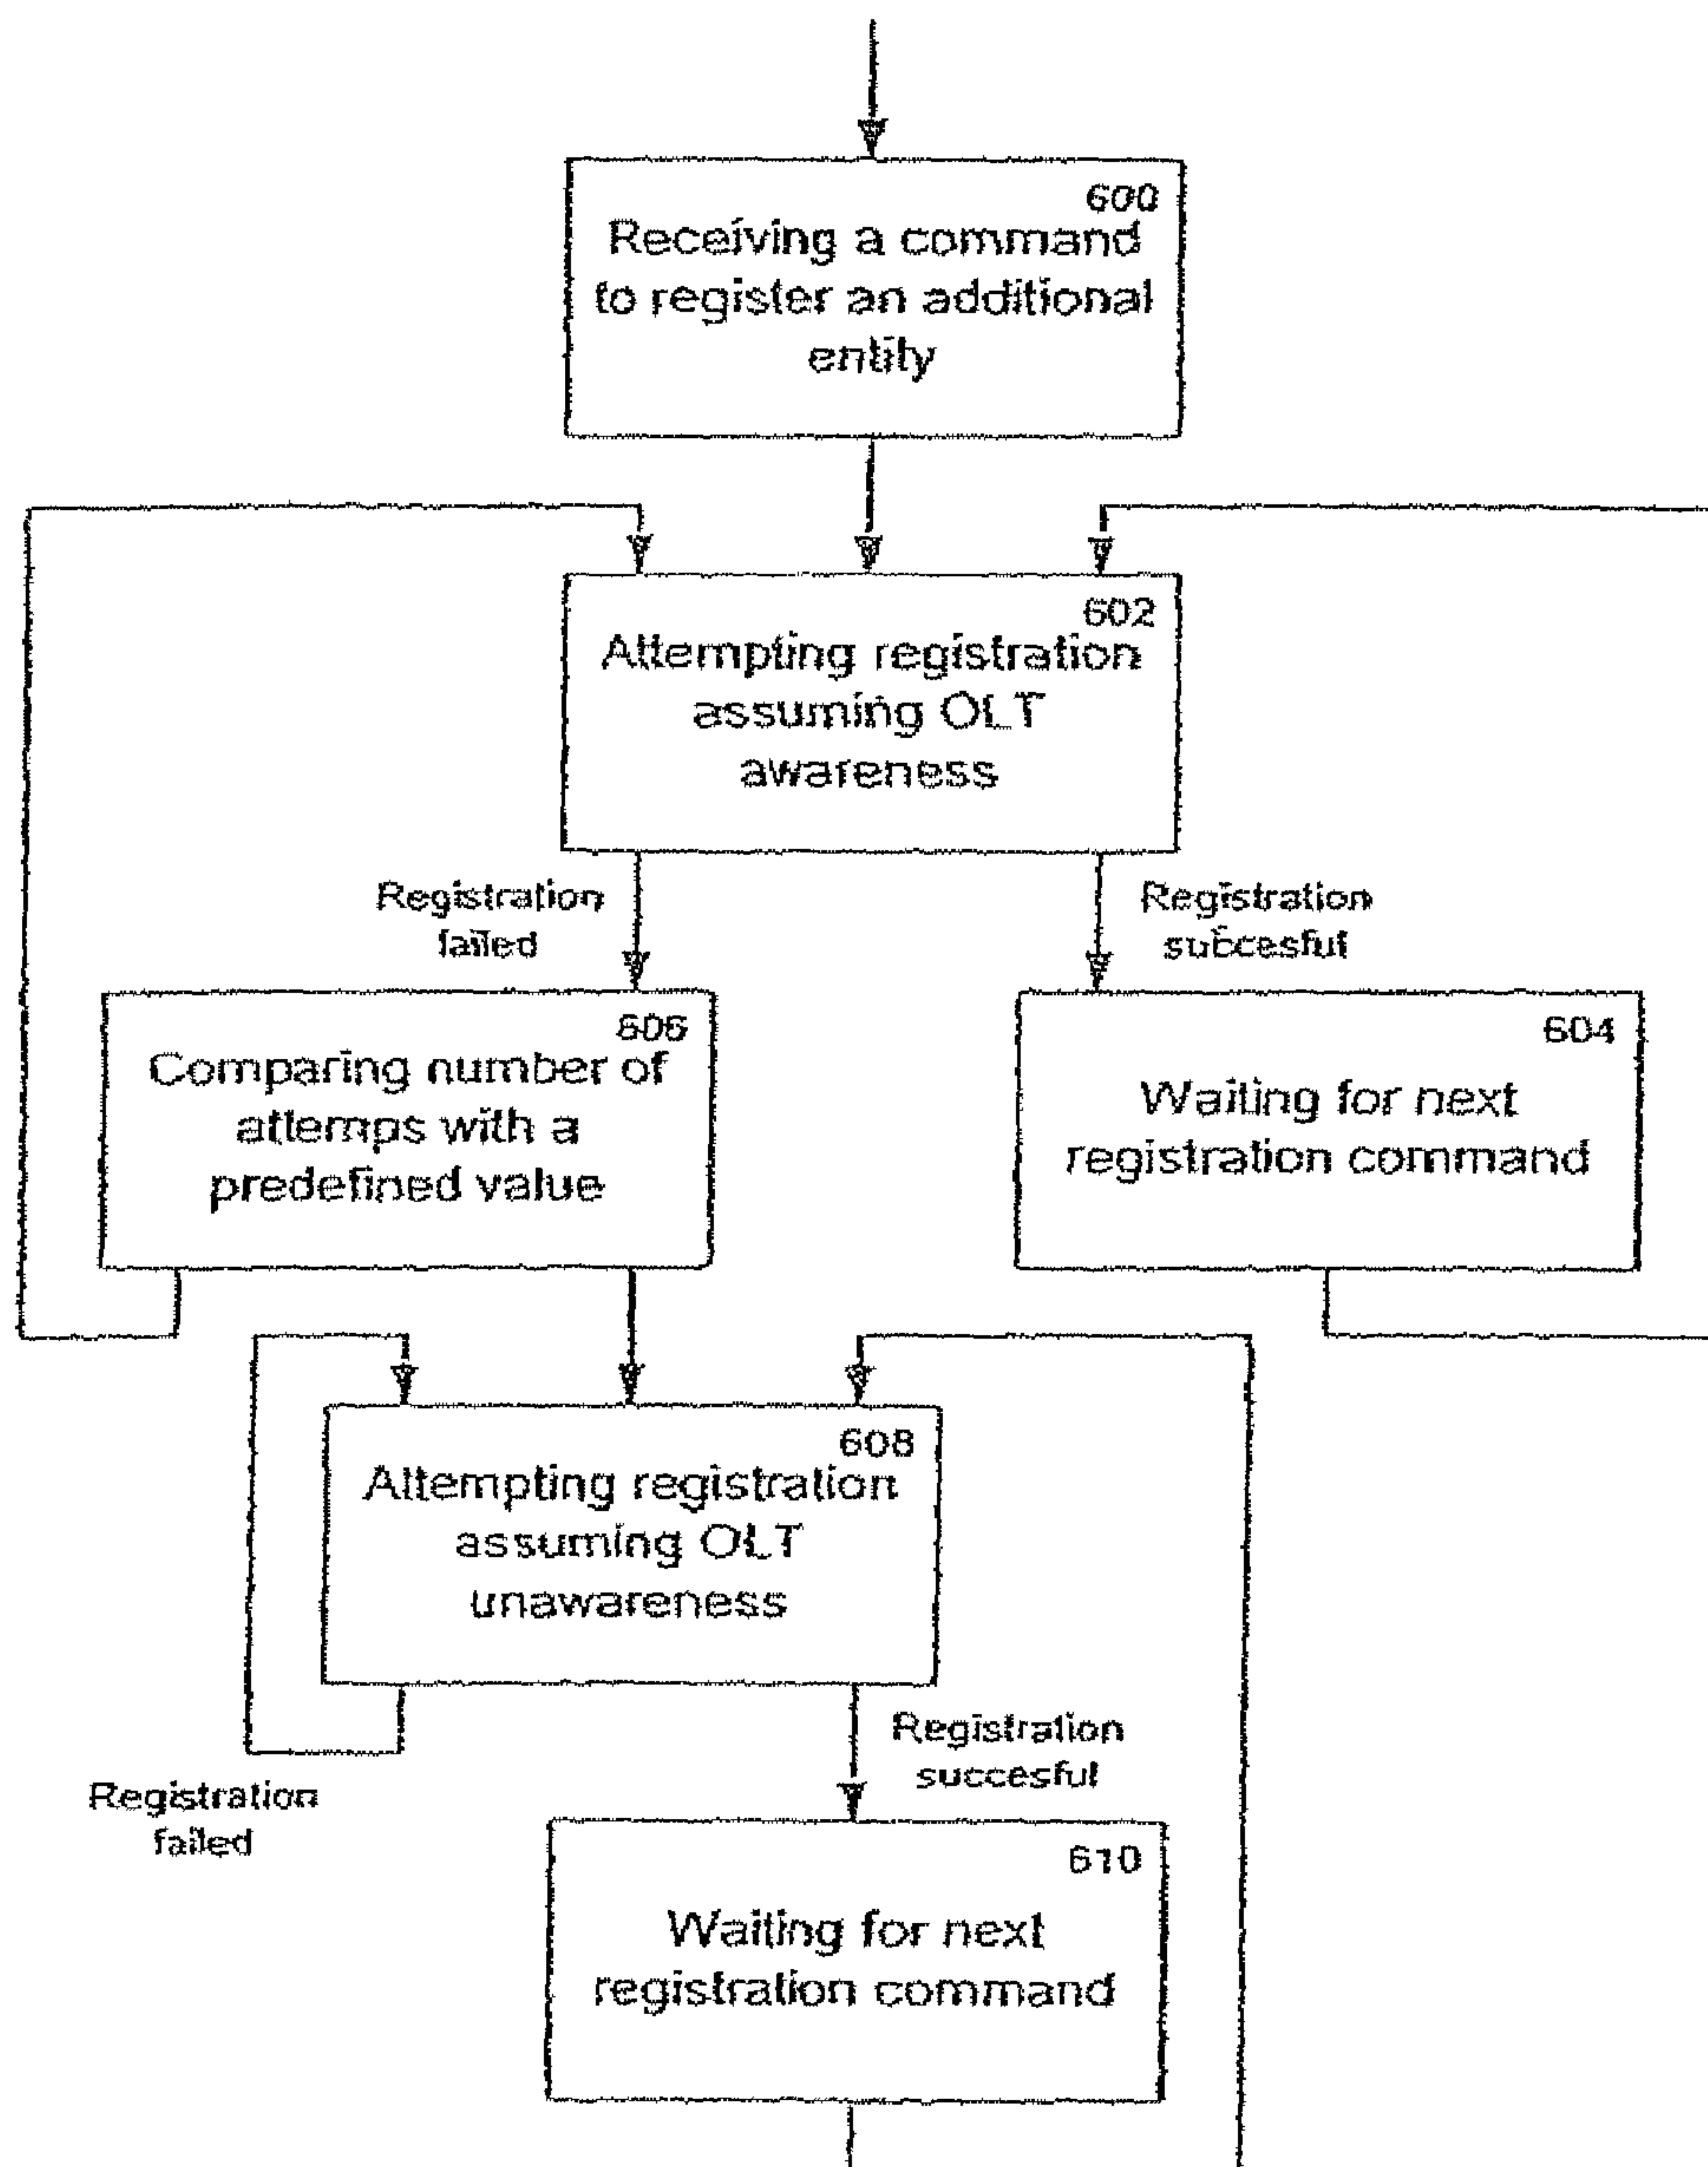 600
Receiving a command
to register an additional
entity
602
Attempting registration
assuming OLT
awareness
Registration
failed
Registration
succesful
606
Comparing number of
attemps with a
predefined value
604
Waiting for next
registration command
608
Attempting registration
assuming OLT
unawareness
Registration
succesful
Registration
failed
610
Waiting for next
registration command